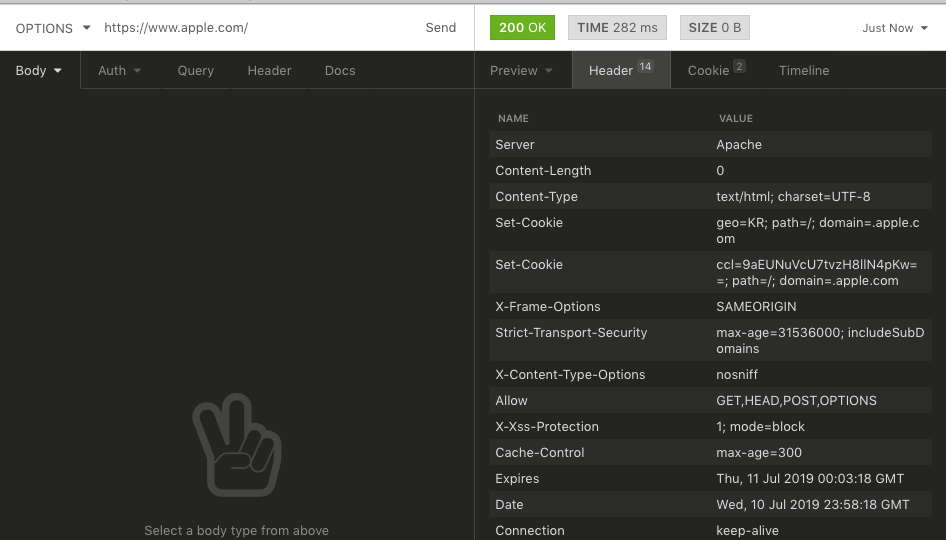 OPTIONS https://www.apple.com/ Send 200 OK TIME 282 ms SIZE 0 B Just Now
Body Auth Query Header Docs Preview Header 14 Cookie 2 Timeline
NAME VALUE
Server Apache
Content-Length 0
Content-Type text/html; charset=UTF-8
Set-Cookie geo=KR; path=/; domain=.apple.c
om
Set-Cookie ccl=9aEUNuVcU7tvzH8llN4pKw=
=; path=/; domain=.apple.com
X-Frame-Options SAMEORIGIN
Strict-Transport-Security max-age=31536000; includeSubD
omains
X-Content-Type-Options nosniff
Allow GET,HEAD,POST,OPTIONS
X-Xss-Protection 1; mode=block
Cache-Control max-age=300
Expires Thu, 11 Jul 2019 00:03:18 GMT
Date Wed, 10 Jul 2019 23:58:18 GMT
Connection keep-alive
Select a body type from above